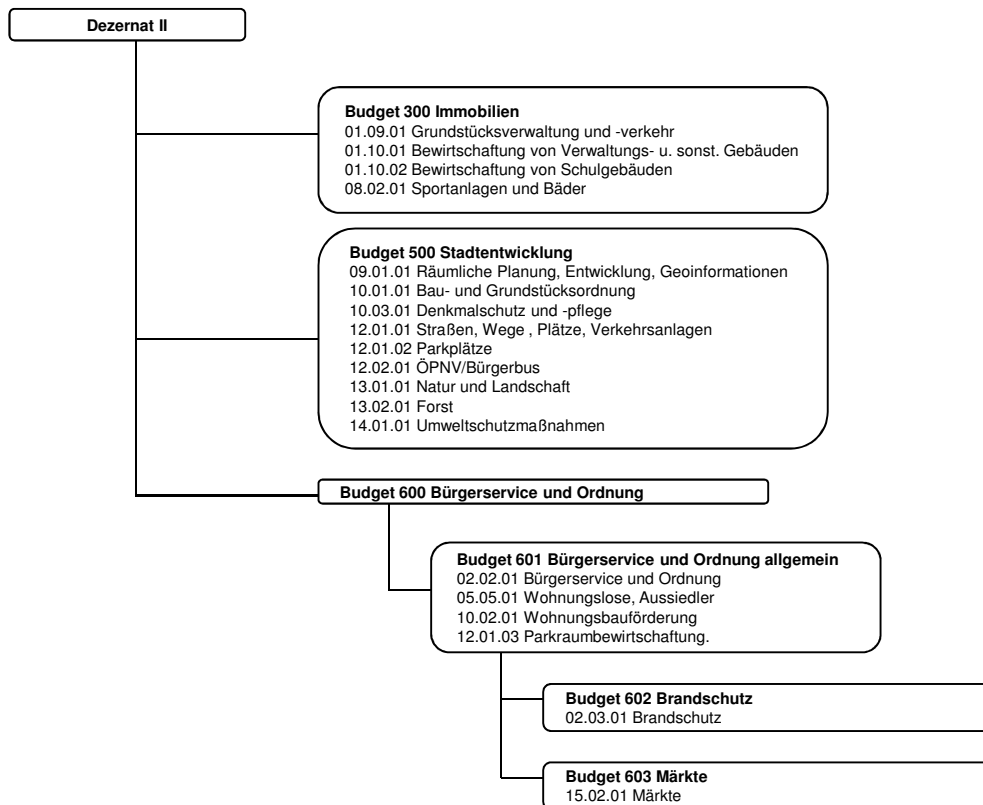 Dezernat II
Budget 300 Immobilien
01.09.01 Grundstücksverwaltung und -verkehr
01.10.01 Bewirtschaftung von Verwaltungs- u. sonst. Gebäuden
01.10.02 Bewirtschaftung von Schulgebäuden
08.02.01 Sportanlagen und Bäder
Budget 500 Stadtentwicklung
09.01.01 Räumliche Planung, Entwicklung, Geoinformationen
10.01.01 Bau- und Grundstücksordnung
10.03.01 Denkmalschutz und -pflege
12.01.01 Straßen, Wege , Plätze, Verkehrsanlagen
12.01.02 Parkplätze
12.02.01 ÖPNV/Bürgerbus
13.01.01 Natur und Landschaft
13.02.01 Forst
14.01.01 Umweltschutzmaßnahmen
Budget 600 Bürgerservice und Ordnung
Budget 601 Bürgerservice und Ordnung allgemein
02.02.01 Bürgerservice und Ordnung
05.05.01 Wohnungslose, Aussiedler
10.02.01 Wohnungsbauförderung
12.01.03 Parkraumbewirtschaftung.
Budget 602 Brandschutz
02.03.01 Brandschutz
Budget 603 Märkte
15.02.01 Märkte